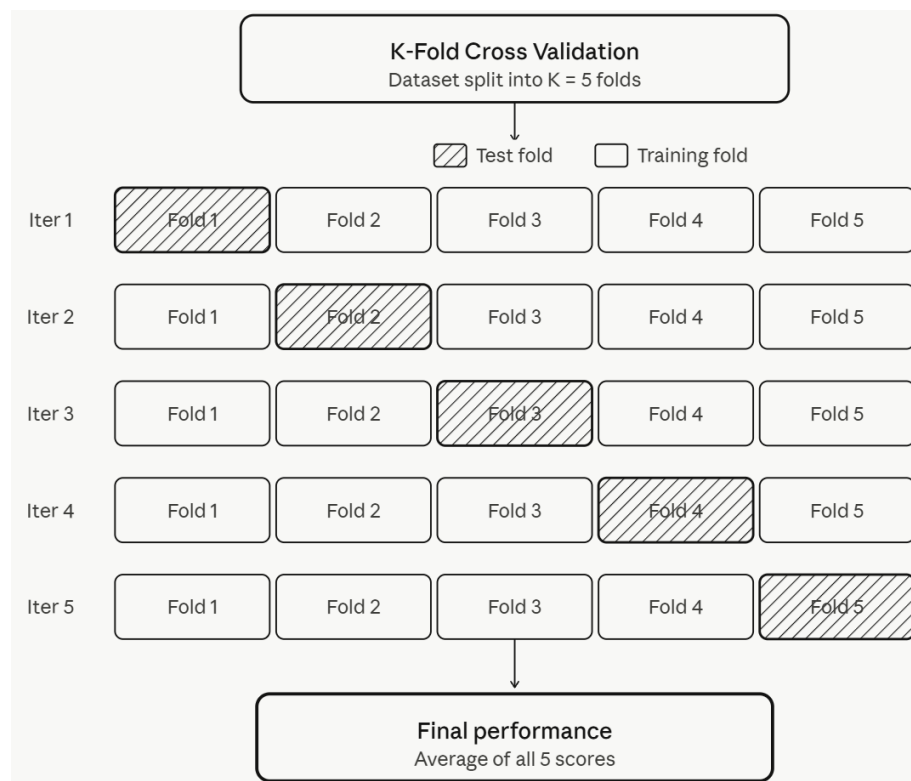 K-Fold Cross Validation
Dataset split into K = 5 folds
Test fold Training fold
Iter 1 Fold 1 Fold 2 Fold 3 Fold 4 Fold 5
Iter 2 Fold 1 Fold 2 Fold 3 Fold 4 Fold 5
Iter 3 Fold 1 Fold 2 Fold 3 Fold 4 Fold 5
Iter 4 Fold 1 Fold 2 Fold 3 Fold 4 Fold 5
Iter 5 Fold 1 Fold 2 Fold 3 Fold 4 Fold 5
Final performance
Average of all 5 scores